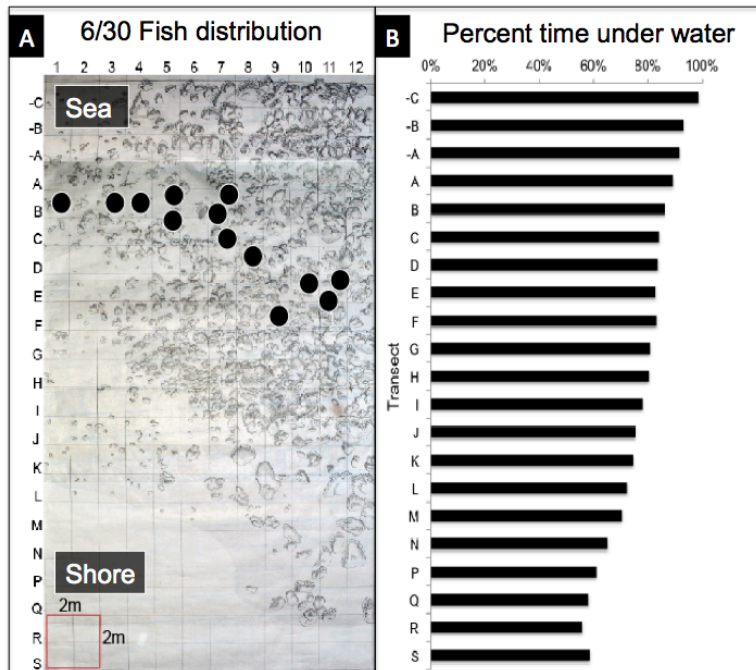 A 6/30 Fish distribution
1 2 3 4 5 6 7 8 9 10 11 12
Sea
-C
-B
-A
A
B
C
D
E
F
G
H
I
J
K
L
M
N
P
Q
R
S
Shore
2m
2m
B Percent time under water
0% 20% 40% 60% 80% 100%
Transect
-C
-B
-A
A
B
C
D
E
F
G
H
I
J
K
L
M
N
P
Q
R
S